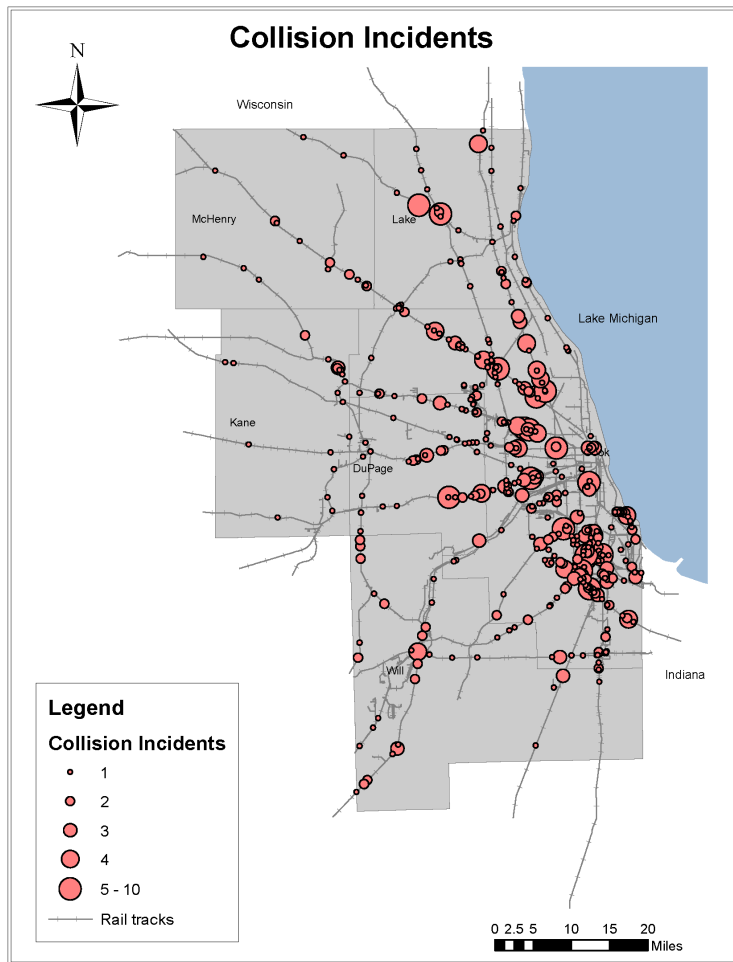 Collision Incidents
N
Wisconsin
McHenry
Lake
Lake Michigan
Kane
DuPage
ok
Will
Indiana
Legend
Collision Incidents
1
2
3
4
5 - 10
Rail tracks
0 2.5 5 10 15 20
Miles